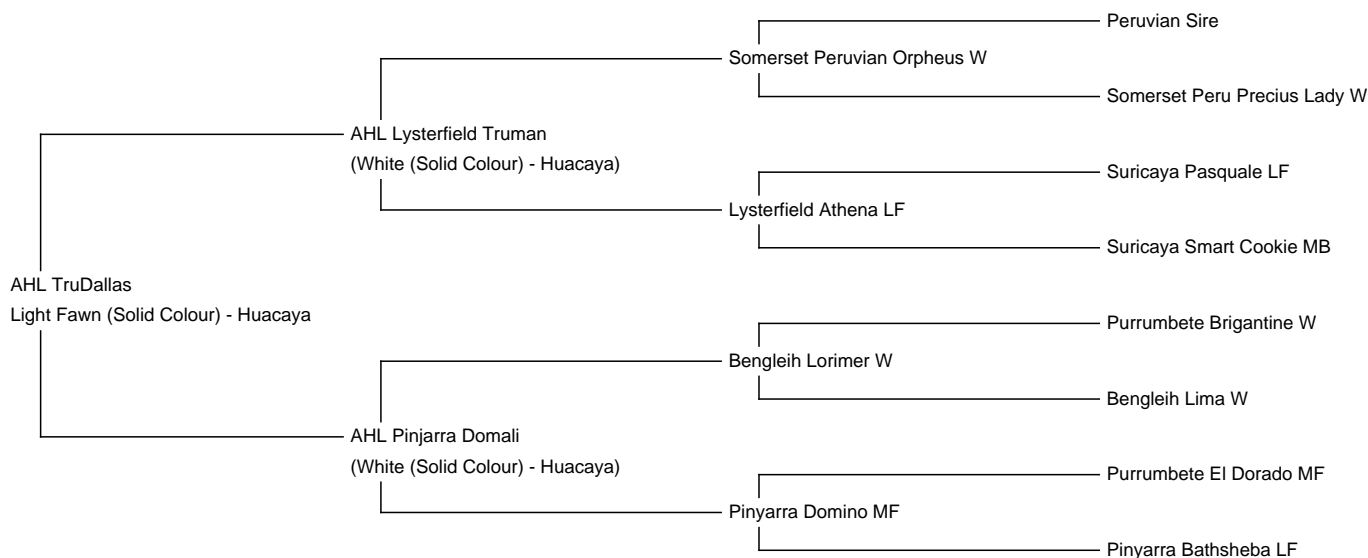 Peruvian Sire
Somerset Peruvian Orpheus W
Somerset Peru Precius Lady W
AHL Lysterfield Truman
(White (Solid Colour) - Huacaya)
Suricaya Pasquale LF
Lysterfield Athena LF
Suricaya Smart Cookie MB
AHL TruDallas
Light Fawn (Solid Colour) - Huacaya
Purrumbete Brigantine W
Bengleih Lorimer W
Bengleih Lima W
AHL Pinjarra Domali
(White (Solid Colour) - Huacaya)
Purrumbete El Dorado MF
Pinyarra Domino MF
Pinyarra Bathsheba LF